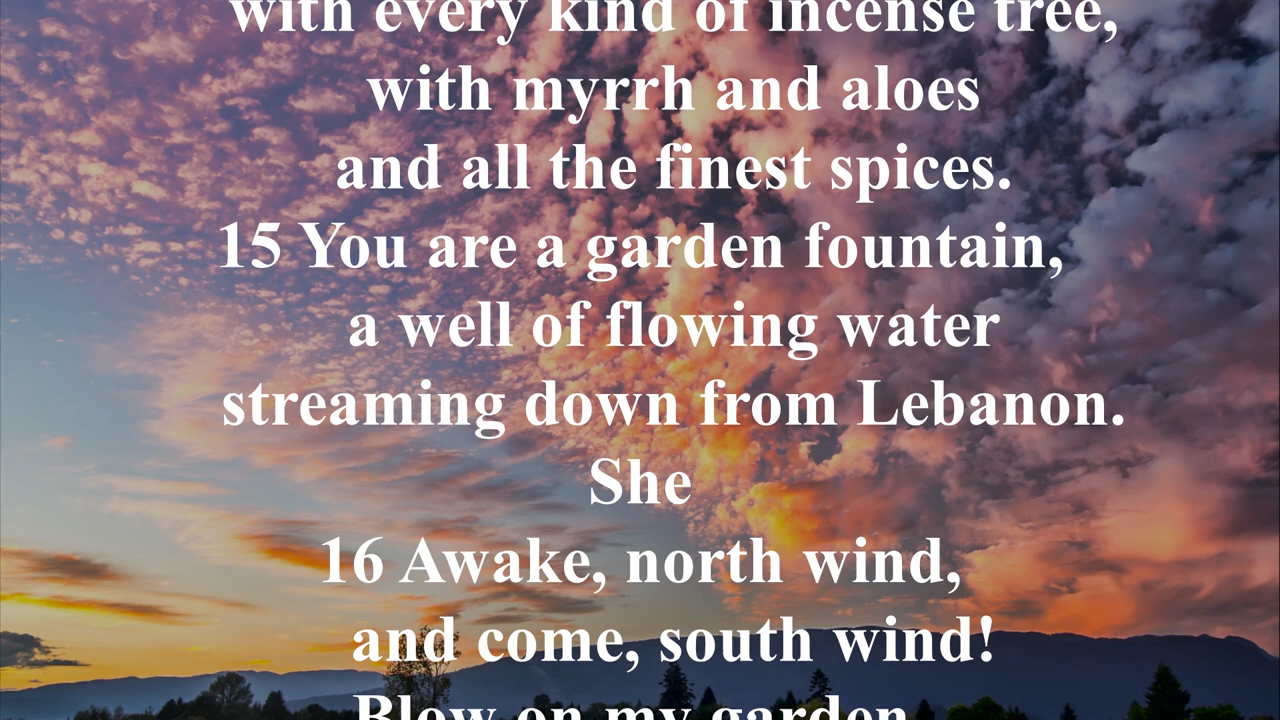 with every kind of incense tree,
with myrrh and aloes
and all the finest spices.
15 You are a garden fountain,
a well of flowing water
streaming down from Lebanon.
She
16 Awake, north wind,
and come, south wind!
Blow on my garden,